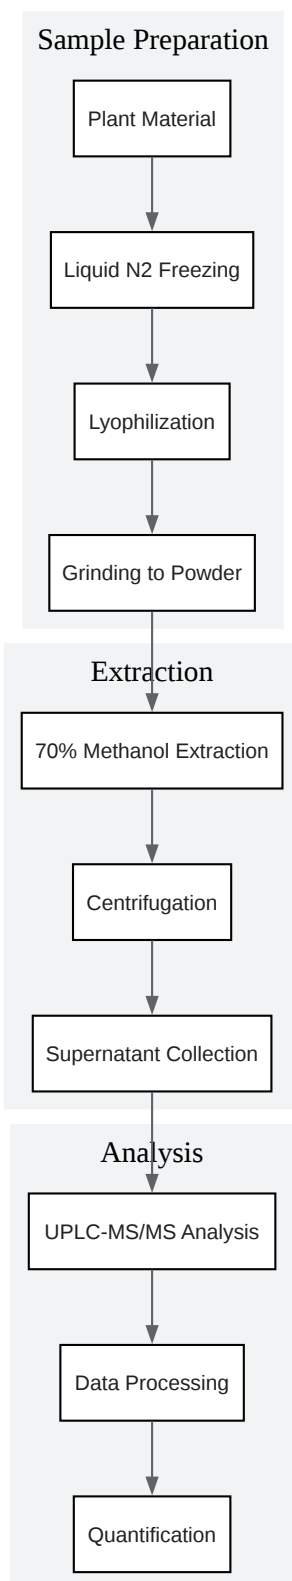 Sample Preparation
Plant Material
Liquid N2 Freezing
Lyophilization
Grinding to Powder
Extraction
70% Methanol Extraction
Centrifugation
Supernatant Collection
Analysis
UPLC-MS/MS Analysis
Data Processing
Quantification